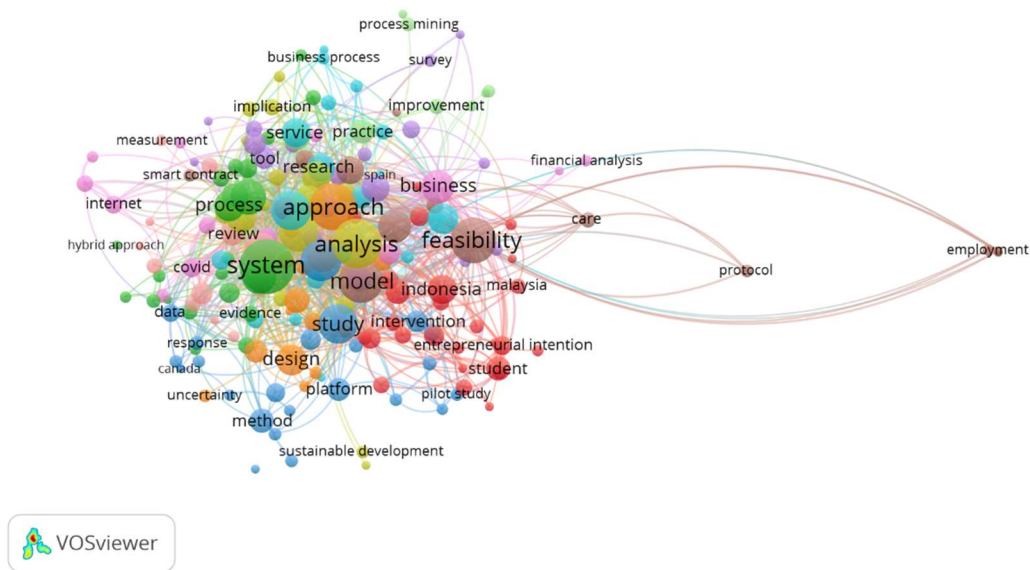 process mining
business process
survey
implication
improvement
measurement
service
practice
tool
research
financial analysis
smart contract
spain
business
internet
process
approach
care
review
analysis
feasibility
hybrid approach
employment
covid
system
protocol
model
indonesia
malaysia
data
evidence
study
intervention
response
entrepreneurial intention
canada
design
student
uncertainty
platform
pilot study
method
sustainable development
VOSviewer